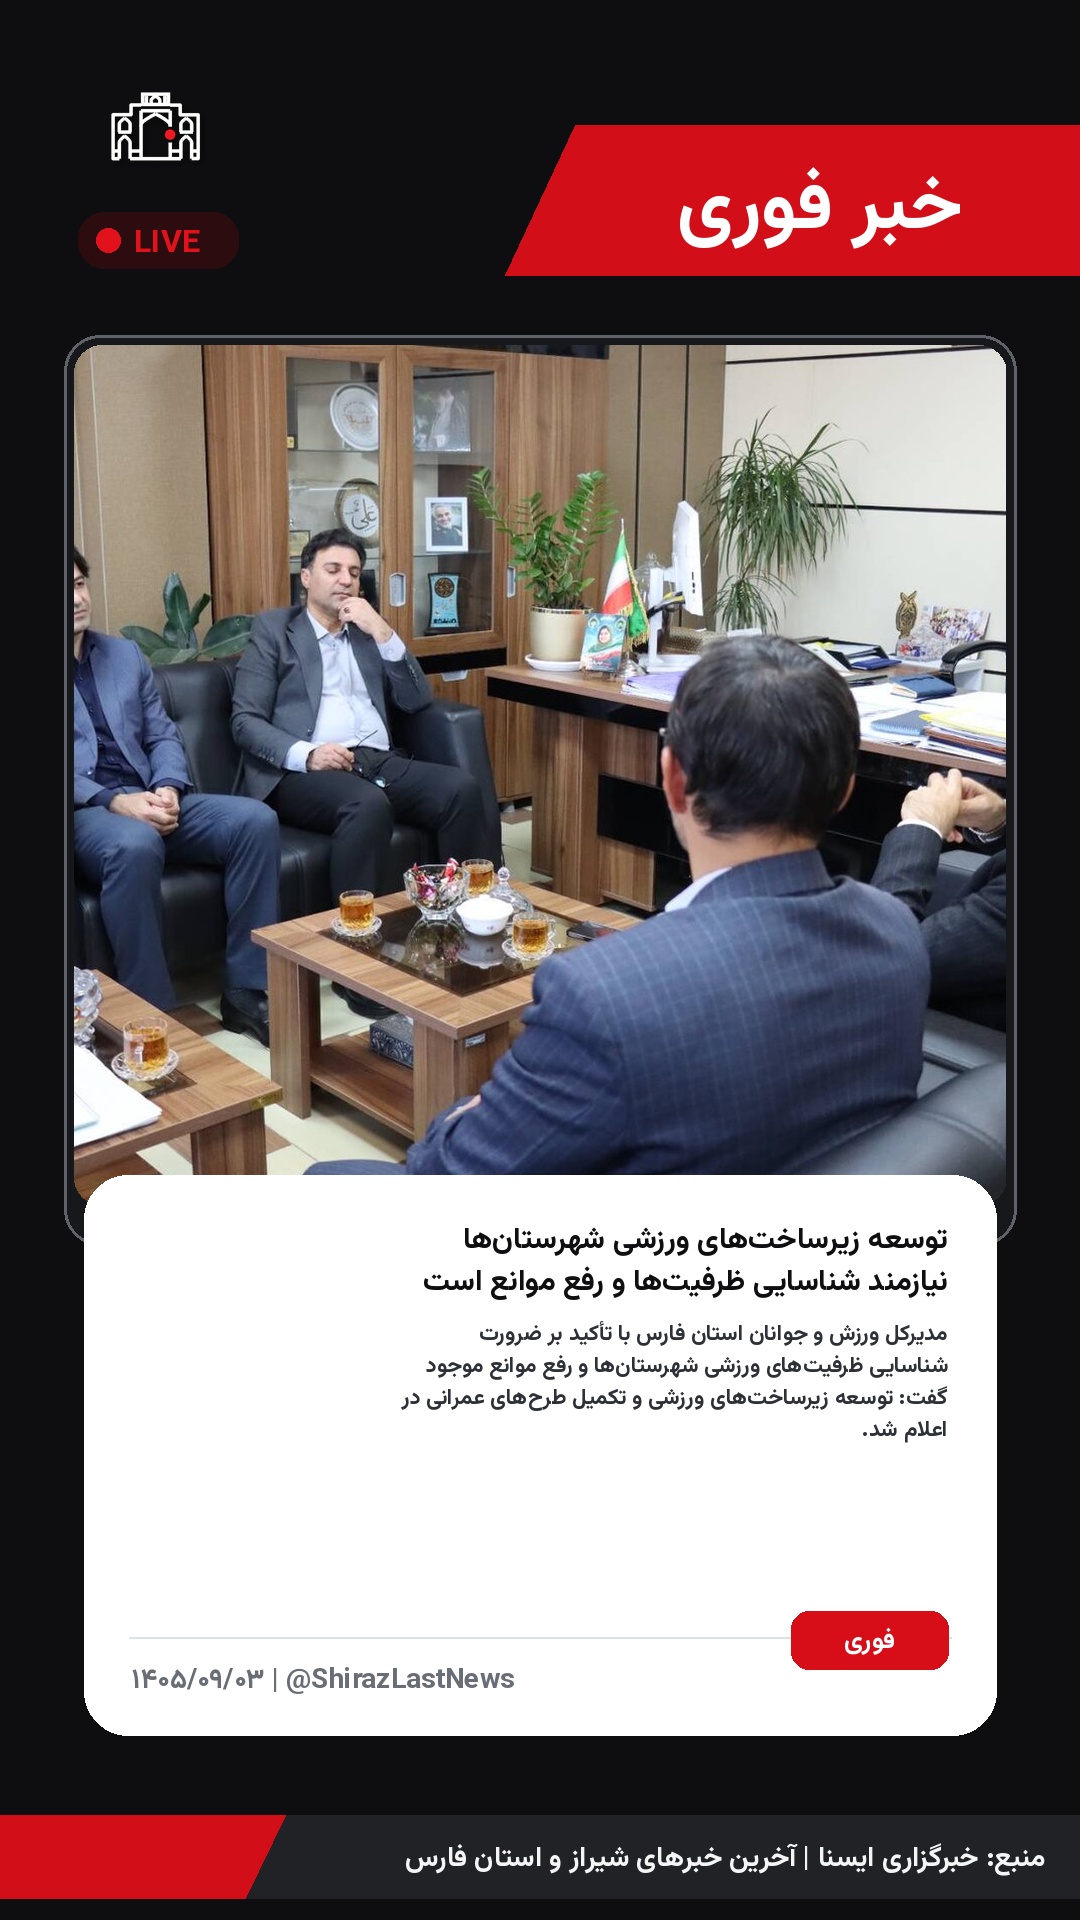 خبر فوری
LIVE
توسعه زیرساخت‌های ورزشی شهرستان‌ها
نیازمند شناسایی ظرفیت‌ها و رفع موانع است
مدیرکل ورزش و جوانان استان فارس با تأکید بر ضرورت
شناسایی ظرفیت‌های ورزشی شهرستان‌ها و رفع موانع موجود
گفت: توسعه زیرساخت‌های ورزشی و تکمیل طرح‌های عمرانی در
اعلام شد.
فوری
۱۴۰۵/۰۹/۰۳ | @ShirazLastNews
منبع: خبرگزاری ایسنا | آخرین خبرهای شیراز و استان فارس